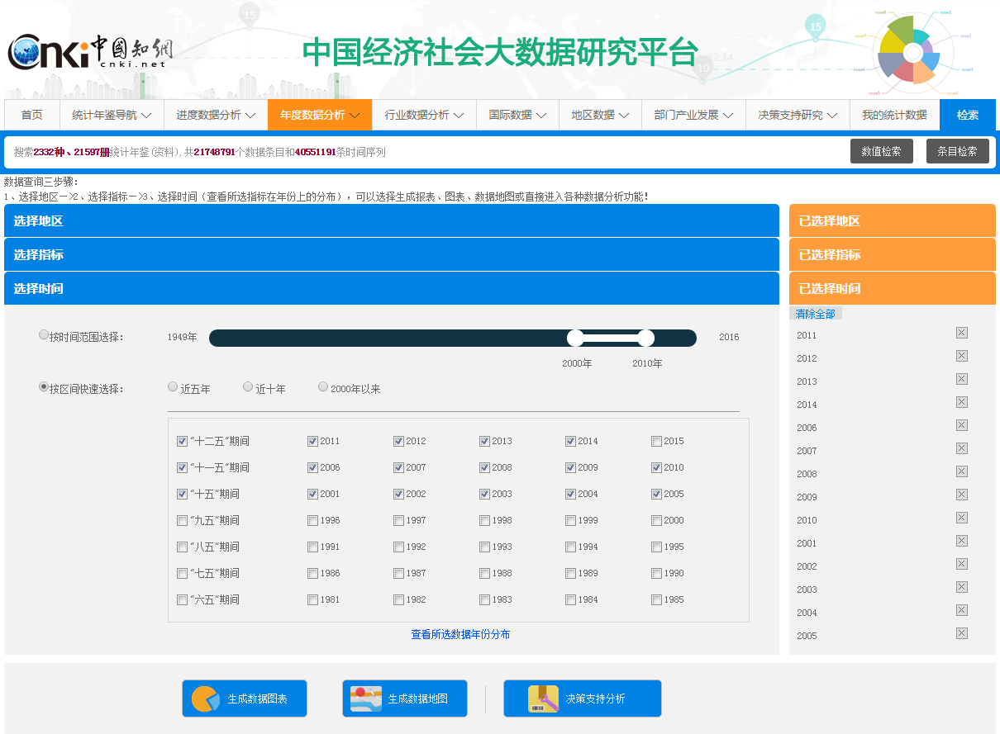 15
Cnki中國知網
cnki.net
中国经济社会大数据研究平台
15
12.14
10
首页 统计年鉴导航 进度数据分析 年度数据分析 行业数据分析 国际数据 地区数据 部门产业发展 决策支持研究 我的统计数据 检索
搜索2332种、21597册统计年鉴(资料), 共21748791个数据条目和40551191条时间序列 数值检索 条目检索
数据查询三步骤:
1、选择地区—>2、选择指标—>3、选择时间（查看所选指标在年份上的分布），可以选择生成报表、图表、数据地图或直接进入各种数据分析功能！
选择地区
选择指标
选择时间
按时间范围选择: 1949年 2016
2000年 2010年
按区间快速选择: 近五年 近十年 2000年以来
“十二五“期间 2011 2012 2013 2014 2015
“十一五“期间 2006 2007 2008 2009 2010
“十五“期间 2001 2002 2003 2004 2005
“九五“期间 1996 1997 1998 1999 2000
“八五“期间 1991 1992 1993 1994 1995
“七五“期间 1986 1987 1988 1989 1990
“六五“期间 1981 1982 1983 1984 1985
查看所选数据年份分布
已选择地区
已选择指标
已选择时间
清除全部
2011
2012
2013
2014
2006
2007
2008
2009
2010
2001
2002
2003
2004
2005
生成数据图表 生成数据地图 决策支持分析